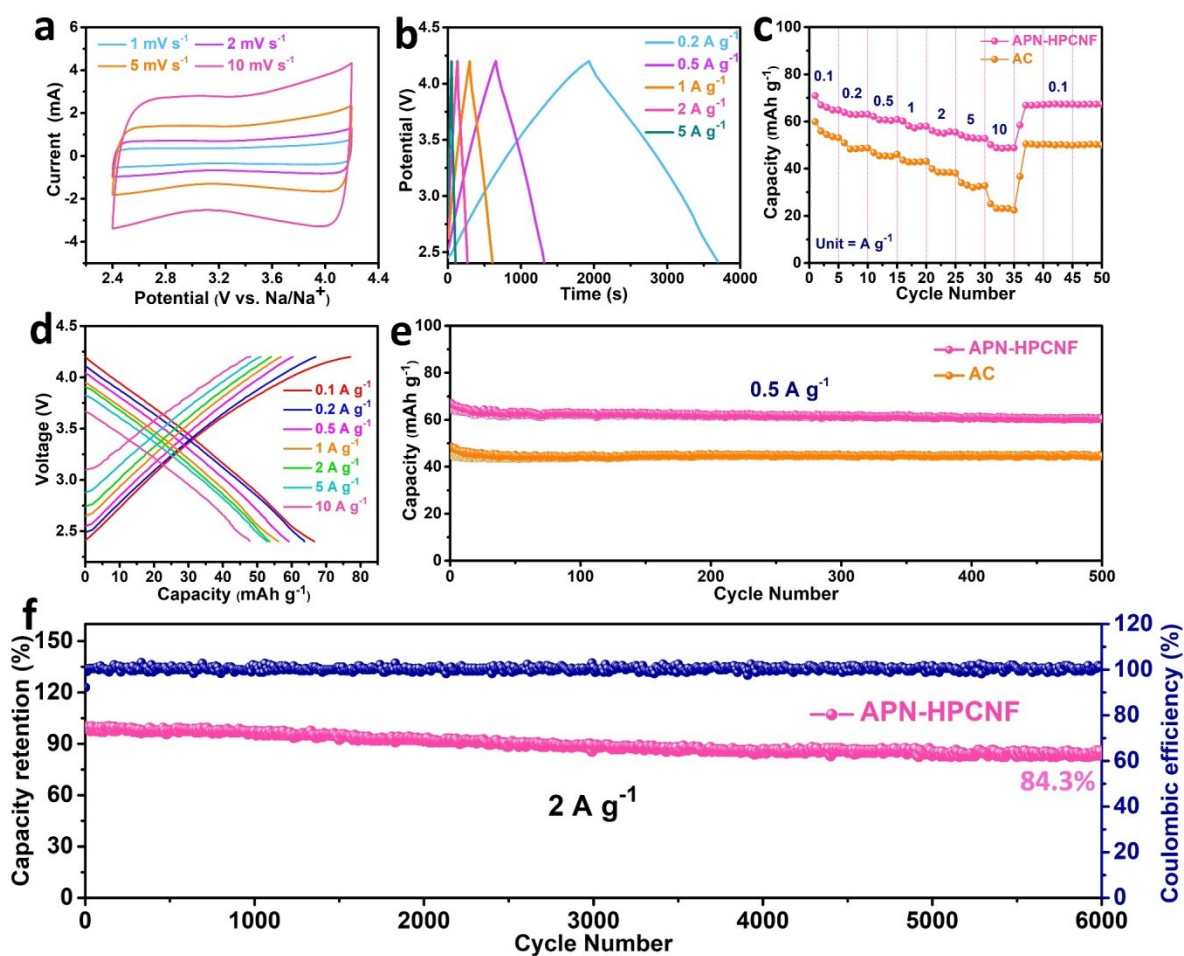 a
6
4
2
0
-2
-4
Current (mA)
1 mV s⁻¹
2 mV s⁻¹
5 mV s⁻¹
10 mV s⁻¹
2.4
2.8
3.2
3.6
4.0
4.4
Potential (V vs. Na/Na⁺)
b
4.5
4.0
3.5
3.0
2.5
Potential (V)
0.2 A g⁻¹
0.5 A g⁻¹
1 A g⁻¹
2 A g⁻¹
5 A g⁻¹
0
1000
2000
3000
4000
Time (s)
c
100
80
60
40
20
0
Capacity (mAh g⁻¹)
APN-HPCNF
AC
0.1
0.2
0.5
1
2
5
10
0.1
Unit = A g⁻¹
0 5 10 15 20 25 30 35 40 45 50
Cycle Number
d
4.5
4.0
3.5
3.0
2.5
Voltage (V)
0.1 A g⁻¹
0.2 A g⁻¹
0.5 A g⁻¹
1 A g⁻¹
2 A g⁻¹
5 A g⁻¹
10 A g⁻¹
0 10 20 30 40 50 60 70 80
Capacity (mAh g⁻¹)
e
100
80
60
40
20
0
Capacity (mAh g⁻¹)
APN-HPCNF
AC
0.5 A g⁻¹
0 100 200 300 400 500
Cycle Number
f
150
120
90
60
30
0
Capacity retention (%)
APN-HPCNF
84.3%
2 A g⁻¹
120
100
80
60
40
20
0
Coulombic efficiency (%)
0 1000 2000 3000 4000 5000 6000
Cycle Number